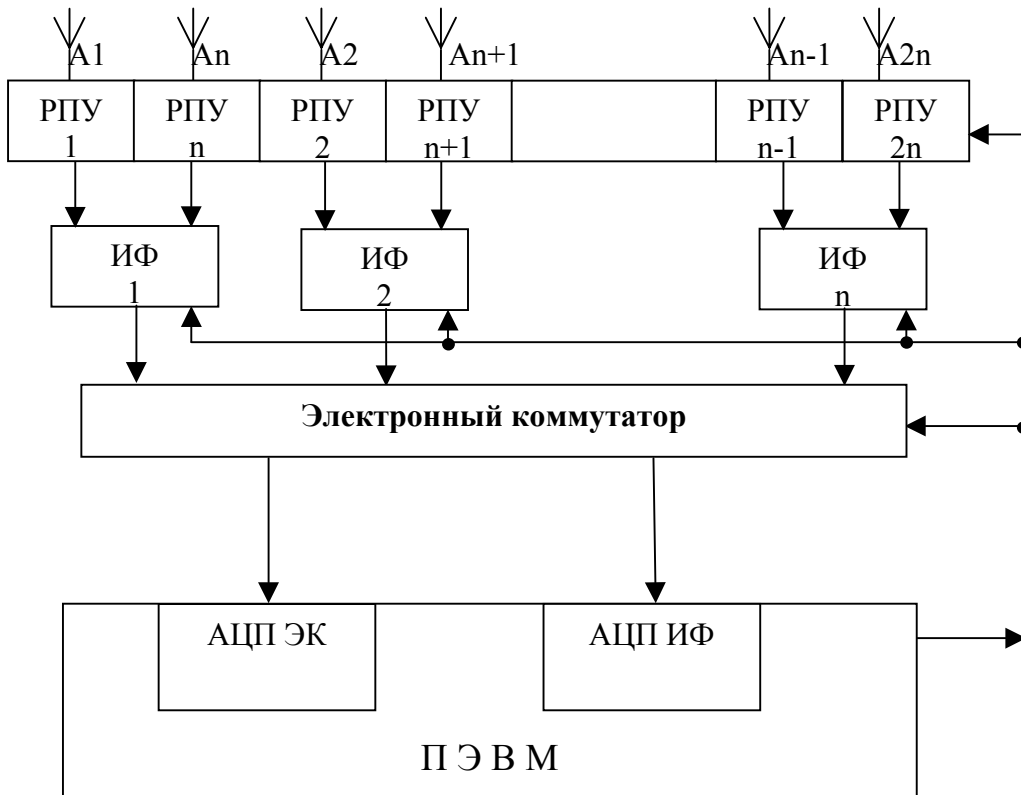 A1 An A2 An+1 An-1 A2n
РПУ РПУ РПУ РПУ РПУ РПУ
1 n 2 n+1 n-1 2n
ИФ ИФ ИФ
1 2 n
Электронный коммутатор
АЦП ЭК АЦП ИФ
П Э В М